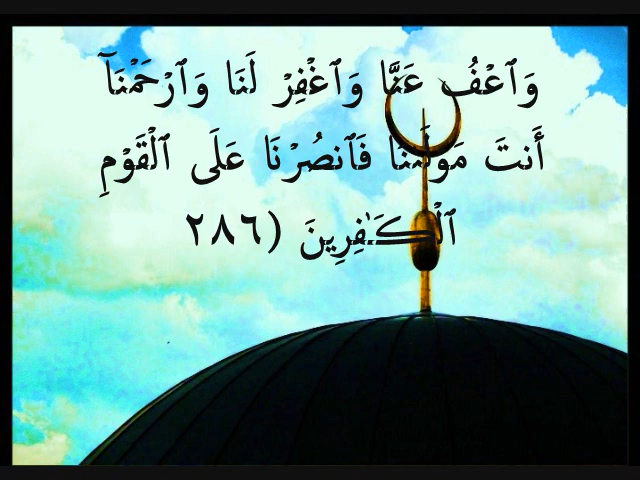 وَٱعْفُ عَنَّا وَٱغْفِرْ لَنَا وَٱرْحَمْنَآ
أَنتَ مَوْلَىٰنَا فَٱنصُرْنَا عَلَى ٱلْقَوْمِ
ٱلْكَـٰفِرِينَ (٢٨٦